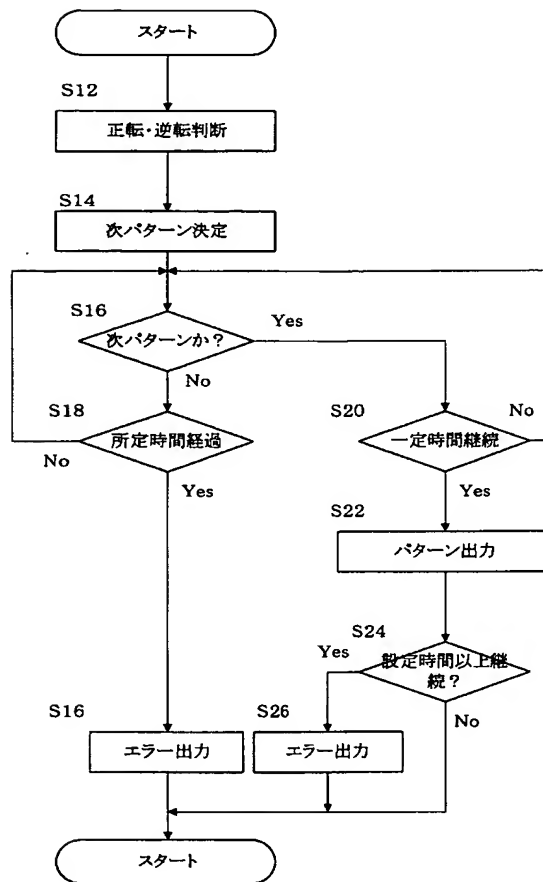 スタート
S12
正転・逆転判断
S14
次パターン決定
S16
次パターンか？
Yes
No
S18
所定時間経過
No
Yes
S20
一定時間継続
No
Yes
S22
パターン出力
S24
設定時間以上継
続？
Yes
No
S16
エラー出力
S26
エラー出力
スタート